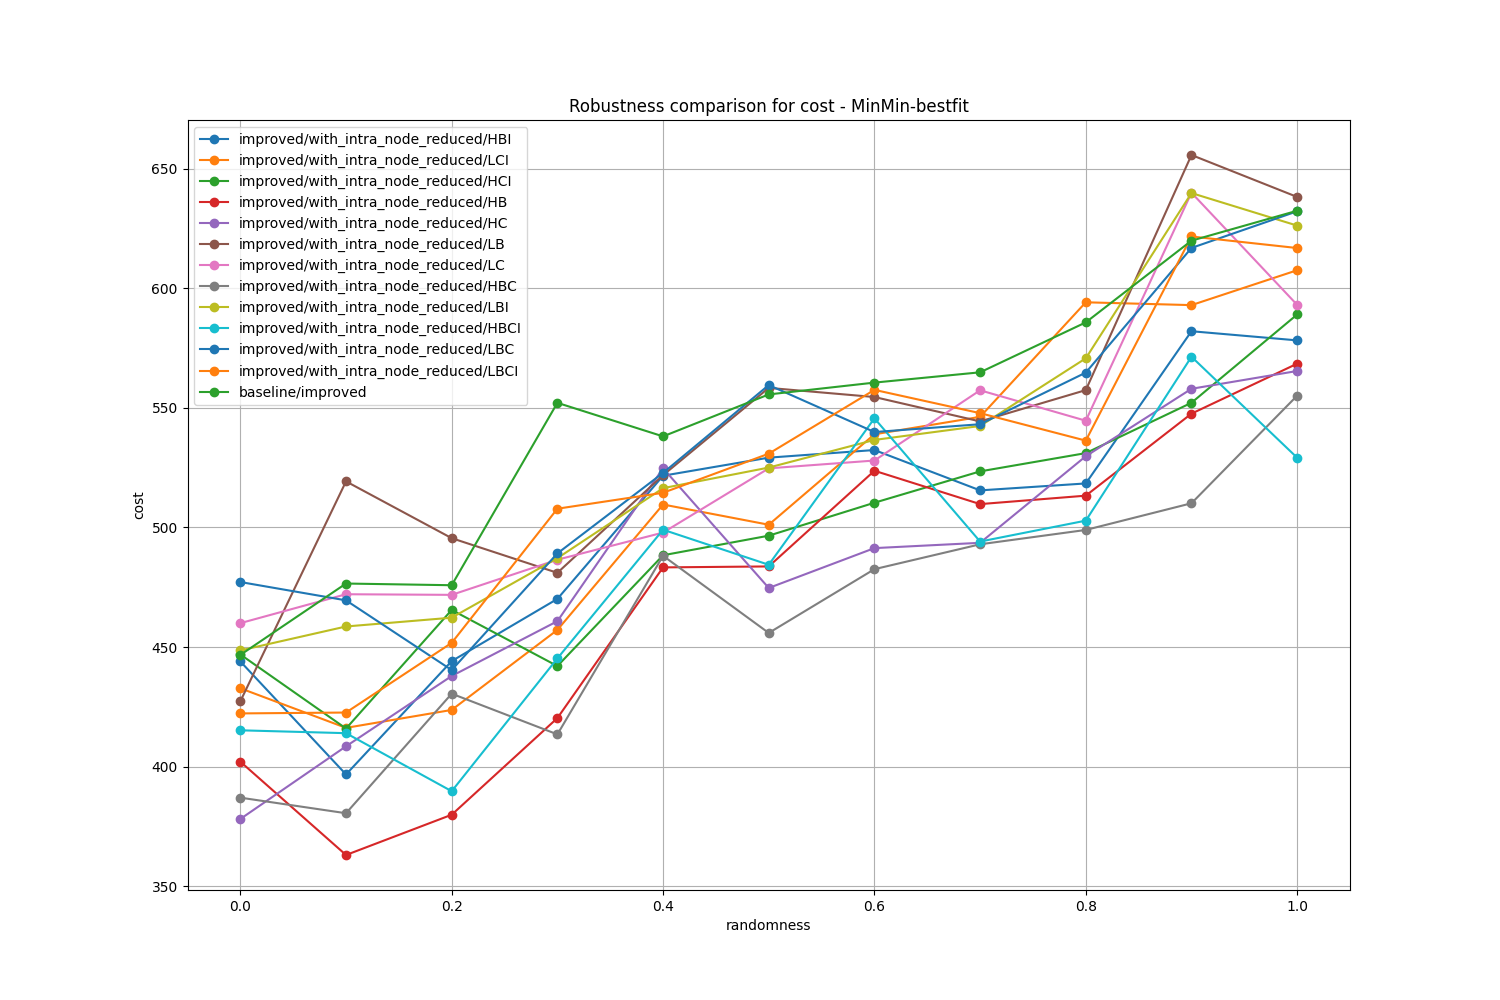 Robustness comparison for cost - MinMin-bestfit
improved/with_intra_node_reduced/HBI
improved/with_intra_node_reduced/LCI
improved/with_intra_node_reduced/HCI
improved/with_intra_node_reduced/HB
improved/with_intra_node_reduced/HC
improved/with_intra_node_reduced/LB
improved/with_intra_node_reduced/LC
improved/with_intra_node_reduced/HBC
improved/with_intra_node_reduced/LBI
improved/with_intra_node_reduced/HBCI
improved/with_intra_node_reduced/LBC
improved/with_intra_node_reduced/LBCI
baseline/improved
650
600
550
500
450
400
350
cost
0.0 0.2 0.4 0.6 0.8 1.0
randomness